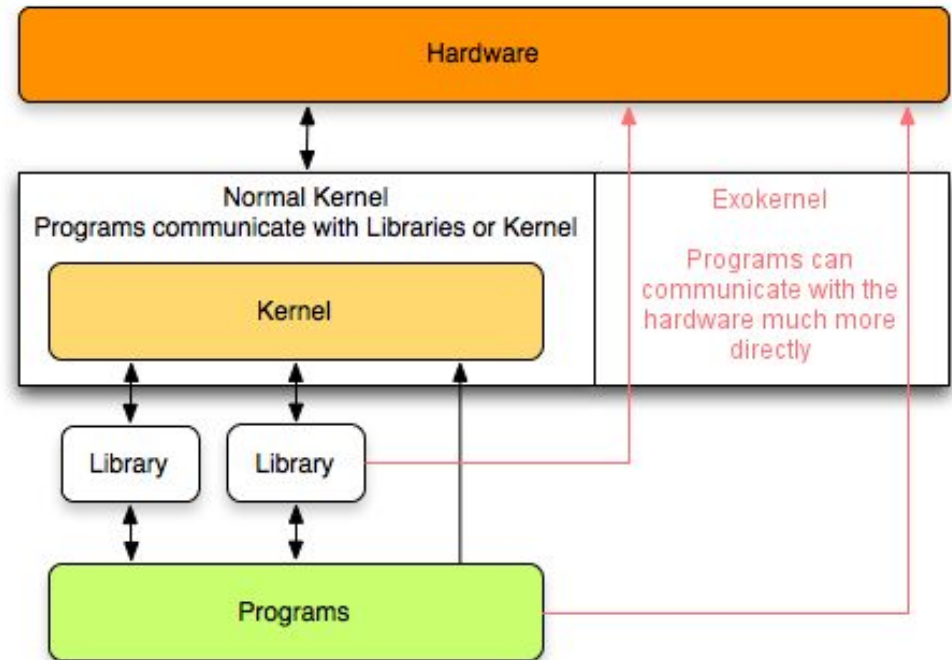 Hardware
Normal Kernel
Programs communicate with Libraries or Kernel
Exokernel
Programs can
communicate with the
hardware much more
directly
Kernel
Library
Library
Programs